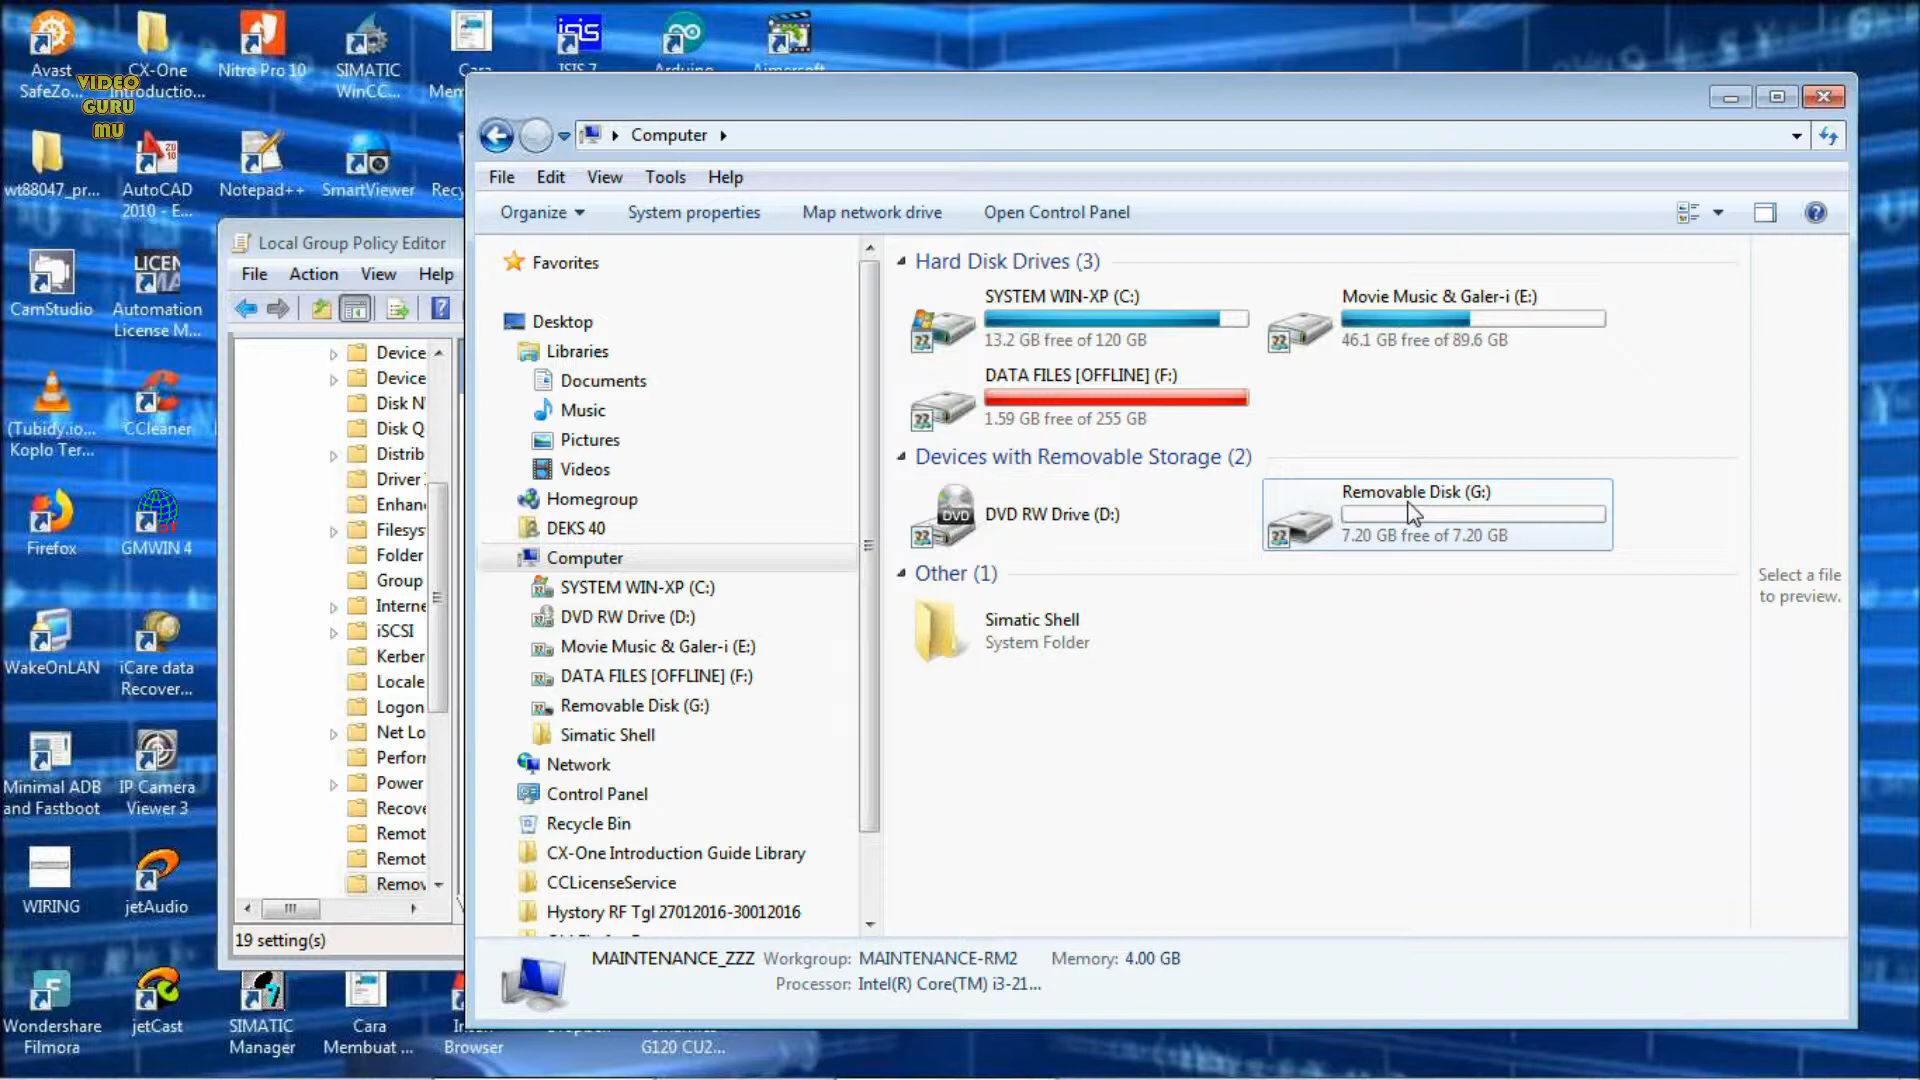 Avast
SafeZo...
CX-One
Introductio...
Nitro Pro 10
SIMATIC
WinCC...
Cara
ISIS 7
Arduino
Aimersoft
VIDEO
GURU
MU
wt88047_pr...
AutoCAD
2010 - E...
Notepad++
SmartViewer
CamStudio
Automation
License M...
(Tubidy.io...
Koplo Ter...
CCleaner
Firefox
GMWIN 4
WakeOnLAN
iCare data
Recover...
Minimal ADB
and Fastboot
IP Camera
Viewer 3
WIRING
jetAudio
Wondershare
Filmora
jetCast
SIMATIC
Manager
Cara
Membuat ...
Browser
G120 CU2...
Local Group Policy Editor
File Action View Help
Device
Device
Disk N
Disk Q
Distrib
Driver
Enhan
Filesys
Folder
Group
Interne
iSCSI
Kerber
Locale
Logon
Net Lo
Perforr
Power
Recove
Remot
Remot
Remov
19 setting(s)
Computer
File Edit View Tools Help
Organize System properties Map network drive Open Control Panel
Favorites
Desktop
Libraries
Documents
Music
Pictures
Videos
Homegroup
DEKS 40
Computer
SYSTEM WIN-XP (C:)
DVD RW Drive (D:)
Movie Music & Galer-i (E:)
DATA FILES [OFFLINE] (F:)
Removable Disk (G:)
Simatic Shell
Network
Control Panel
Recycle Bin
CX-One Introduction Guide Library
CCLicenseService
Hystory RF Tgl 27012016-30012016
Hard Disk Drives (3)
SYSTEM WIN-XP (C:)
13.2 GB free of 120 GB
Movie Music & Galer-i (E:)
46.1 GB free of 89.6 GB
DATA FILES [OFFLINE] (F:)
1.59 GB free of 255 GB
Devices with Removable Storage (2)
DVD
DVD RW Drive (D:)
Removable Disk (G:)
7.20 GB free of 7.20 GB
Other (1)
Simatic Shell
System Folder
Select a file
to preview.
MAINTENANCE_ZZZ Workgroup: MAINTENANCE-RM2 Memory: 4.00 GB
Processor: Intel(R) Core(TM) i3-21...